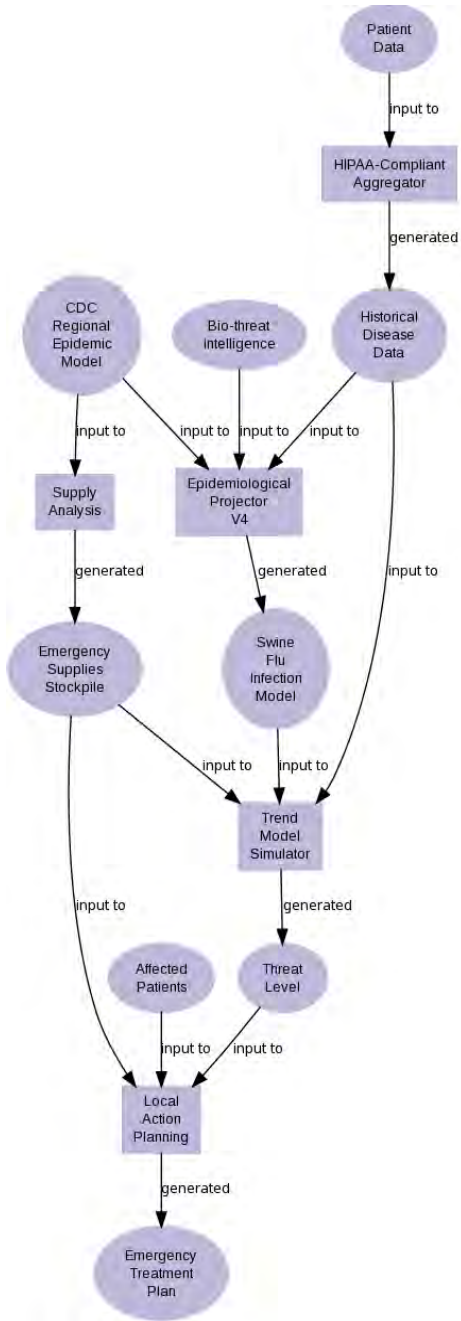 Patient
Data
input to
HIPAA-Compliant
Aggregator
generated
CDC
Regional
Epidemic
Model
Bio-threat
intelligence
Historical
Disease
Data
input to
input to
input to
input to
Supply
Analysis
Epidemiological
Projector
V4
generated
generated
input to
Emergency
Supplies
Stockpile
Swine
Flu
Infection
Model
input to
input to
Trend
Model
Simulator
input to
generated
Affected
Patients
Threat
Level
input to
input to
Local
Action
Planning
generated
Emergency
Treatment
Plan